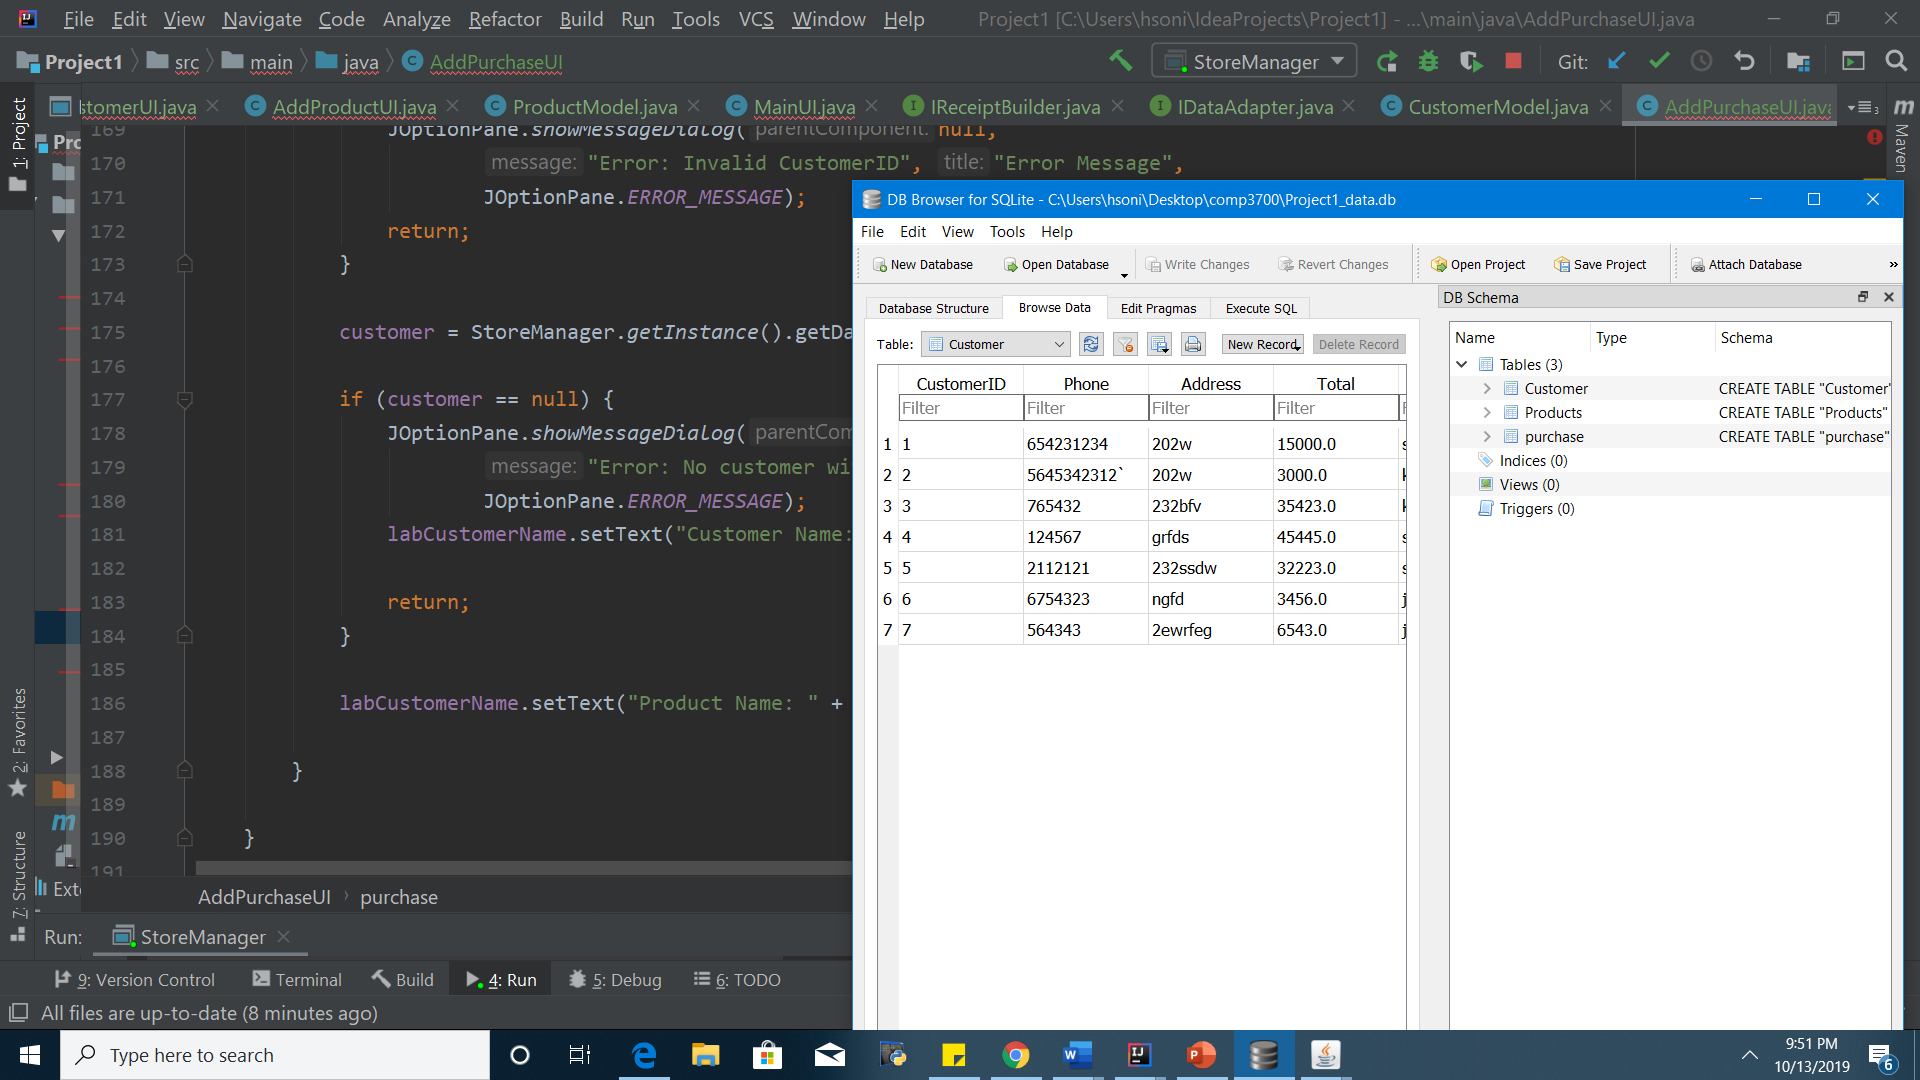 File Edit View Navigate Code Analyze Refactor Build Run Tools VCS Window Help Project1 [C:\Users\hsoni\IdeaProjects\Project1] - ...\main\java\AddPurchaseUI.java
Project1 src main java AddPurchaseUI StoreManager Git:
stomerUI.java AddProductUI.java ProductModel.java MainUI.java IReceiptBuilder.java IDataAdapter.java CustomerModel.java AddPurchaseUI.java
1: Project
Maven
2: Favorites
7: Structure
169 JOptionPane.showMessageDialog( parentComponent: null,
170 message: "Error: Invalid CustomerID", title: "Error Message",
171 JOptionPane.ERROR_MESSAGE);
172 return;
173 }
174
175 customer = StoreManager.getInstance().getDa
176
177 if (customer == null) {
178 JOptionPane.showMessageDialog( parentCom
179 message: "Error: No customer wi
180 JOptionPane.ERROR_MESSAGE);
181 labCustomerName.setText("Customer Name:
182
183 return;
184 }
185
186 labCustomerName.setText("Product Name: " +
187
188 }
189
190 }
191
Exte
AddPurchaseUI purchase
Run: StoreManager
9: Version Control Terminal Build 4: Run 5: Debug 6: TODO
All files are up-to-date (8 minutes ago)
DB Browser for SQLite - C:\Users\hsoni\Desktop\comp3700\Project1_data.db
File Edit View Tools Help
New Database Open Database Write Changes Revert Changes Open Project Save Project Attach Database »
Database Structure Browse Data Edit Pragmas Execute SQL
Table: Customer New Record Delete Record
CustomerID Phone Address Total
Filter Filter Filter Filter
1 1 654231234 202w 15000.0 s
2 2 5645342312` 202w 3000.0 k
3 3 765432 232bfv 35423.0 k
4 4 124567 grfds 45445.0 s
5 5 2112121 232ssdw 32223.0 s
6 6 6754323 ngfd 3456.0 j
7 7 564343 2ewrfeg 6543.0 j
DB Schema
Name Type Schema
Tables (3)
Customer CREATE TABLE "Customer"
Products CREATE TABLE "Products"
purchase CREATE TABLE "purchase"
Indices (0)
Views (0)
Triggers (0)
Type here to search
9:51 PM
10/13/2019
6